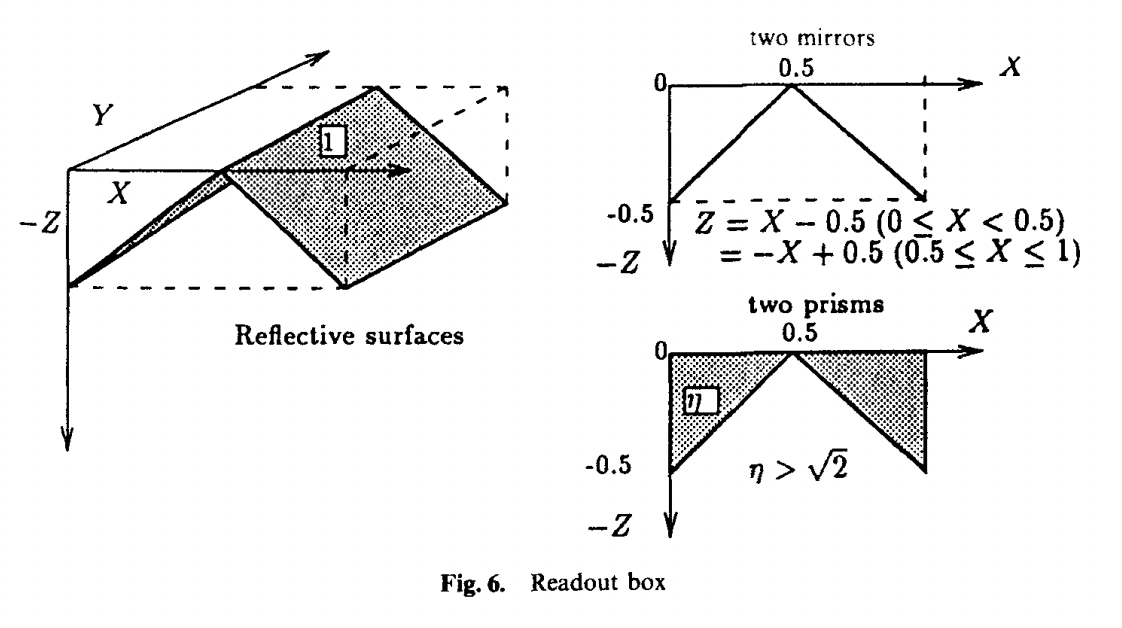 Y
X
−Z
1
Reflective surfaces
two mirrors
0.5
0
X
-0.5
Z = X − 0.5 (0 ≤ X < 0.5)
= −X + 0.5 (0.5 ≤ X ≤ 1)
−Z
two prisms
0.5
0
X
η
-0.5
η > √2
−Z
Fig. 6. Readout box